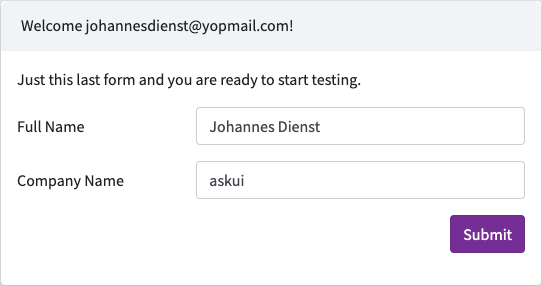 Welcome johannesdienst@yopmail.com!
Just this last form and you are ready to start testing.
Full Name Johannes Dienst
Company Name askui
Submit